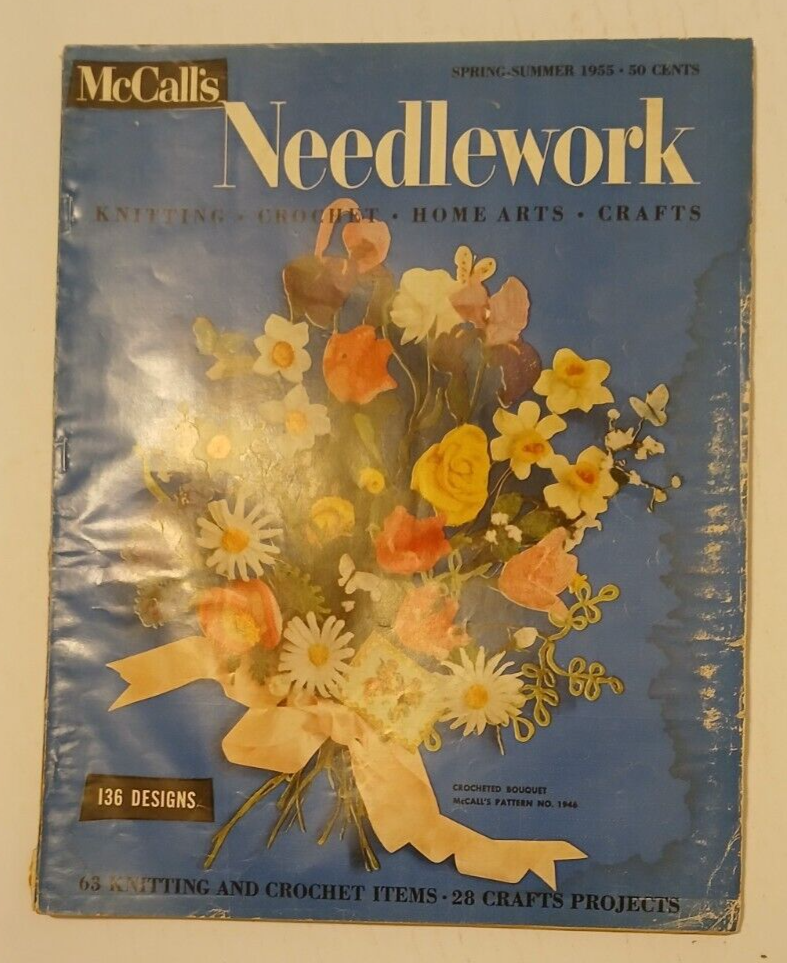 McCall's
SPRING-SUMMER 1955 • 50 CENTS
Needlework
KNITTING • CROCHET • HOME ARTS • CRAFTS
136 DESIGNS
CROCHETED BOUQUET
McCALL'S PATTERN NO. 1946
63 KNITTING AND CROCHET ITEMS • 28 CRAFTS PROJECTS